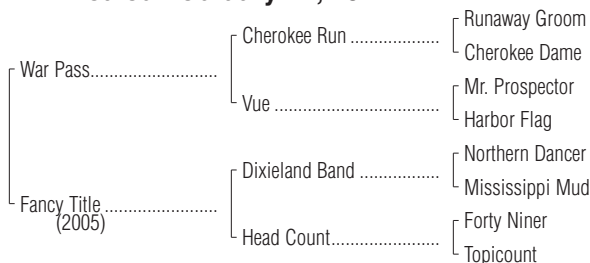 Runaway Groom
Cherokee Run
Cherokee Dame
War Pass
Mr. Prospector
Vue
Harbor Flag
Northern Dancer
Dixieland Band
Mississippi Mud
Fancy Title
(2005)
Forty Niner
Head Count
Topicount